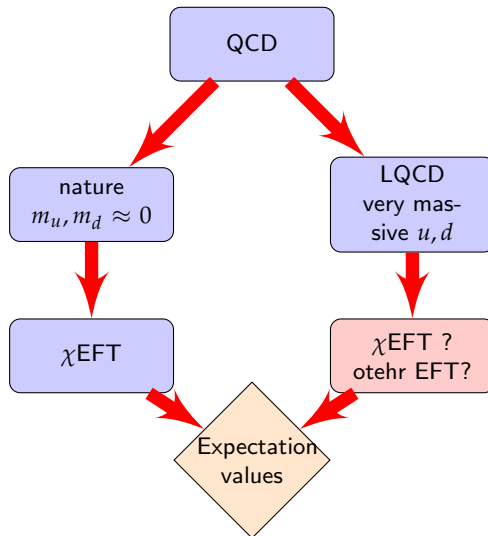 QCD
nature
m_u, m_d ≈ 0
LQCD
very mas-
sive u, d
χEFT
χEFT ?
otehr EFT?
Expectation
values